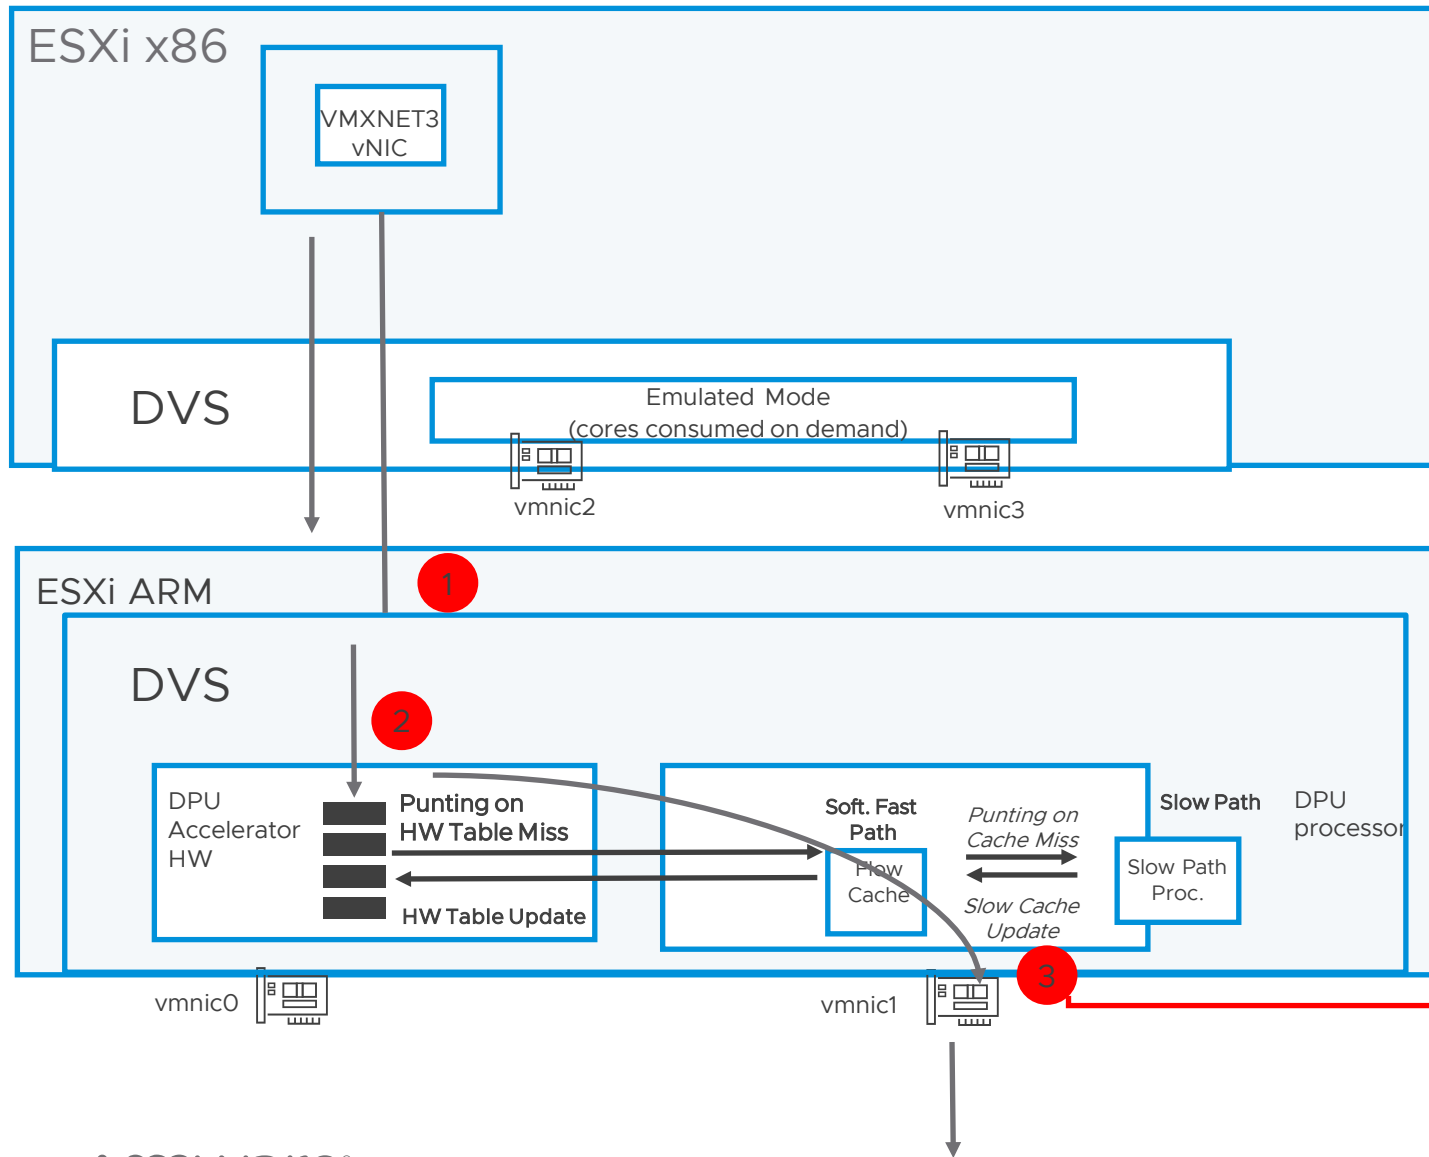 ESXi x86
VMXNET3
vNIC
DVS
Emulated Mode
(cores consumed on demand)
vmnic2
vmnic3
ESXi ARM
1
DVS
2
DPU
Accelerator
HW
Punting on
HW Table Miss
HW Table Update
Soft. Fast
Path
Flow
Cache
Punting on
Cache Miss
Slow Cache
Update
Slow Path
Slow Path
Proc.
DPU
processor
vmnic0
vmnic1
3